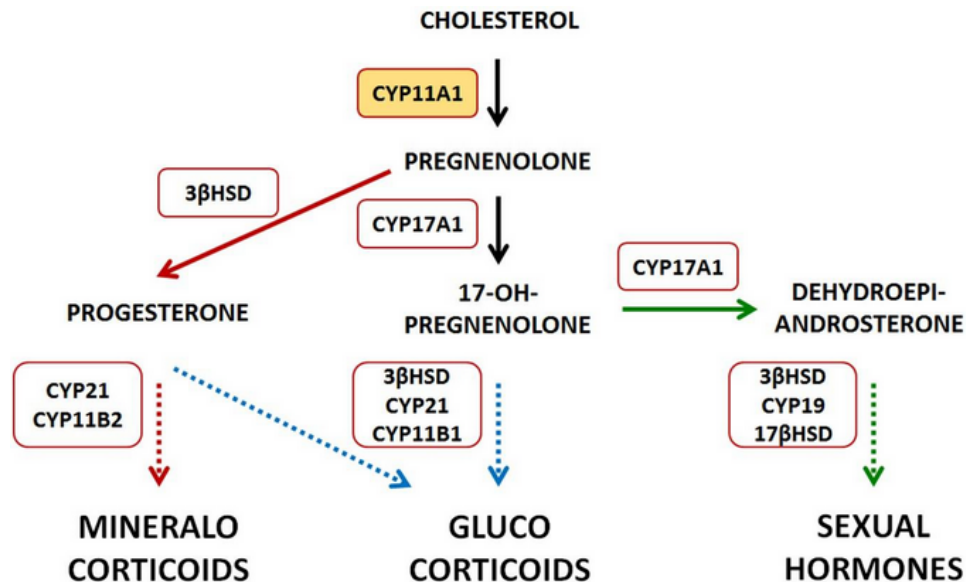 CHOLESTEROL
CYP11A1
PREGNENOLONE
3βHSD
CYP17A1
CYP17A1
PROGESTERONE
17-OH-
PREGNENOLONE
DEHYDROEPI-
ANDROSTERONE
CYP21
CYP11B2
3βHSD
CYP21
CYP11B1
3βHSD
CYP19
17βHSD
MINERALO
CORTICOIDS
GLUCO
CORTICOIDS
SEXUAL
HORMONES